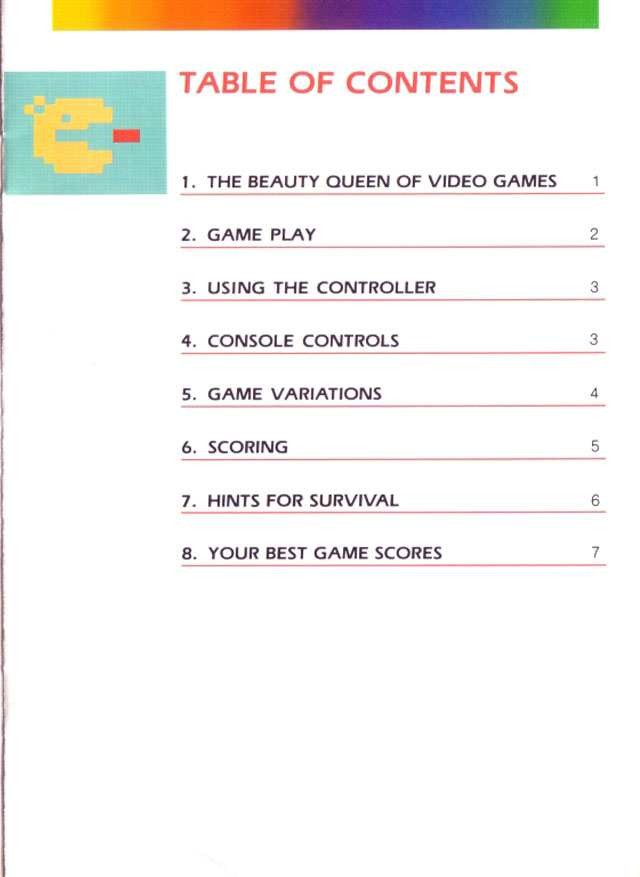 TABLE OF CONTENTS
1. THE BEAUTY QUEEN OF VIDEO GAMES 1
2. GAME PLAY 2
3. USING THE CONTROLLER 3
4. CONSOLE CONTROLS 3
5. GAME VARIATIONS 4
6. SCORING 5
7. HINTS FOR SURVIVAL 6
8. YOUR BEST GAME SCORES 7